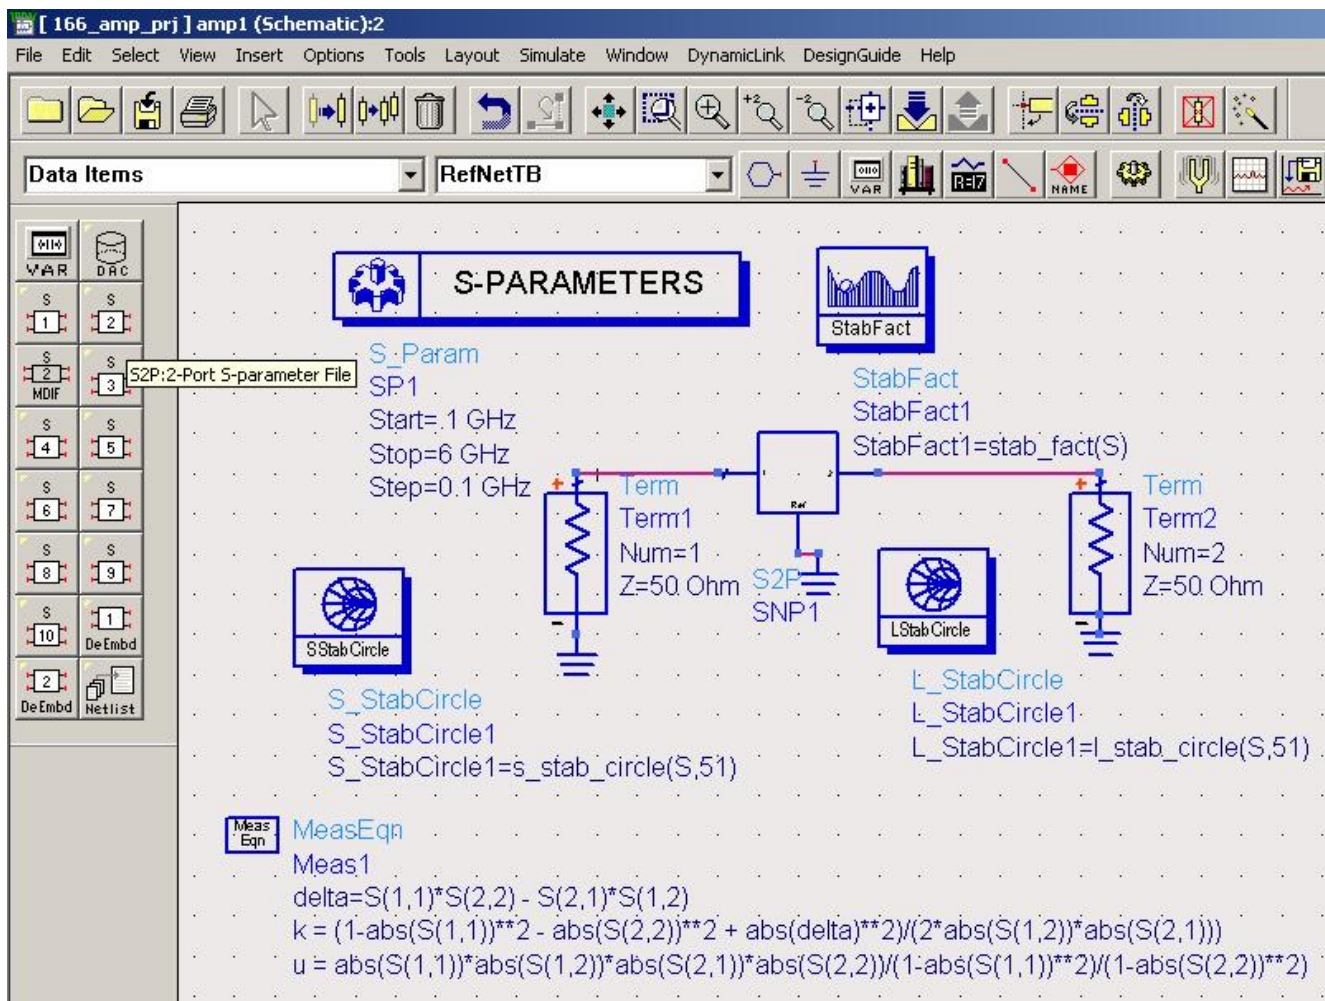 [ 166_amp_prj ] amp1 (Schematic):2
File Edit Select View Insert Options Tools Layout Simulate Window DynamicLink DesignGuide Help
+2 -2
Data Items RefNetTB VAR R≡17 NAME
VAR DAC
S 1 S 2
S 2 MDIF S 3
S2P:2-Port S-parameter File
S 4 S 5
S 6 S 7
S 8 S 9
S 10 1 DeEmbd
2 DeEmbd Netlist
S-PARAMETERS
S_Param
SP1
Start=.1 GHz
Stop=6 GHz
Step=0.1 GHz
StabFact
StabFact
StabFact1
StabFact1=stab_fact(S)
+ Term
Term1
Num=1
Z=50 Ohm
-
1 2
Ref
S2P
SNP1
+ Term
Term2
Num=2
Z=50 Ohm
-
SStabCircle
S_StabCircle
S_StabCircle1
S_StabCircle1=s_stab_circle(S,51)
LStabCircle
L_StabCircle
L_StabCircle1
L_StabCircle1=l_stab_circle(S,51)
Meas
Eqn
MeasEqn
Meas1
delta=S(1,1)*S(2,2) - S(2,1)*S(1,2)
k = (1-abs(S(1,1))**2 - abs(S(2,2))**2 + abs(delta)**2)/(2*abs(S(1,2))*abs(S(2,1)))
u = abs(S(1,1))*abs(S(1,2))*abs(S(2,1))*abs(S(2,2))/(1-abs(S(1,1))**2)/(1-abs(S(2,2))**2)